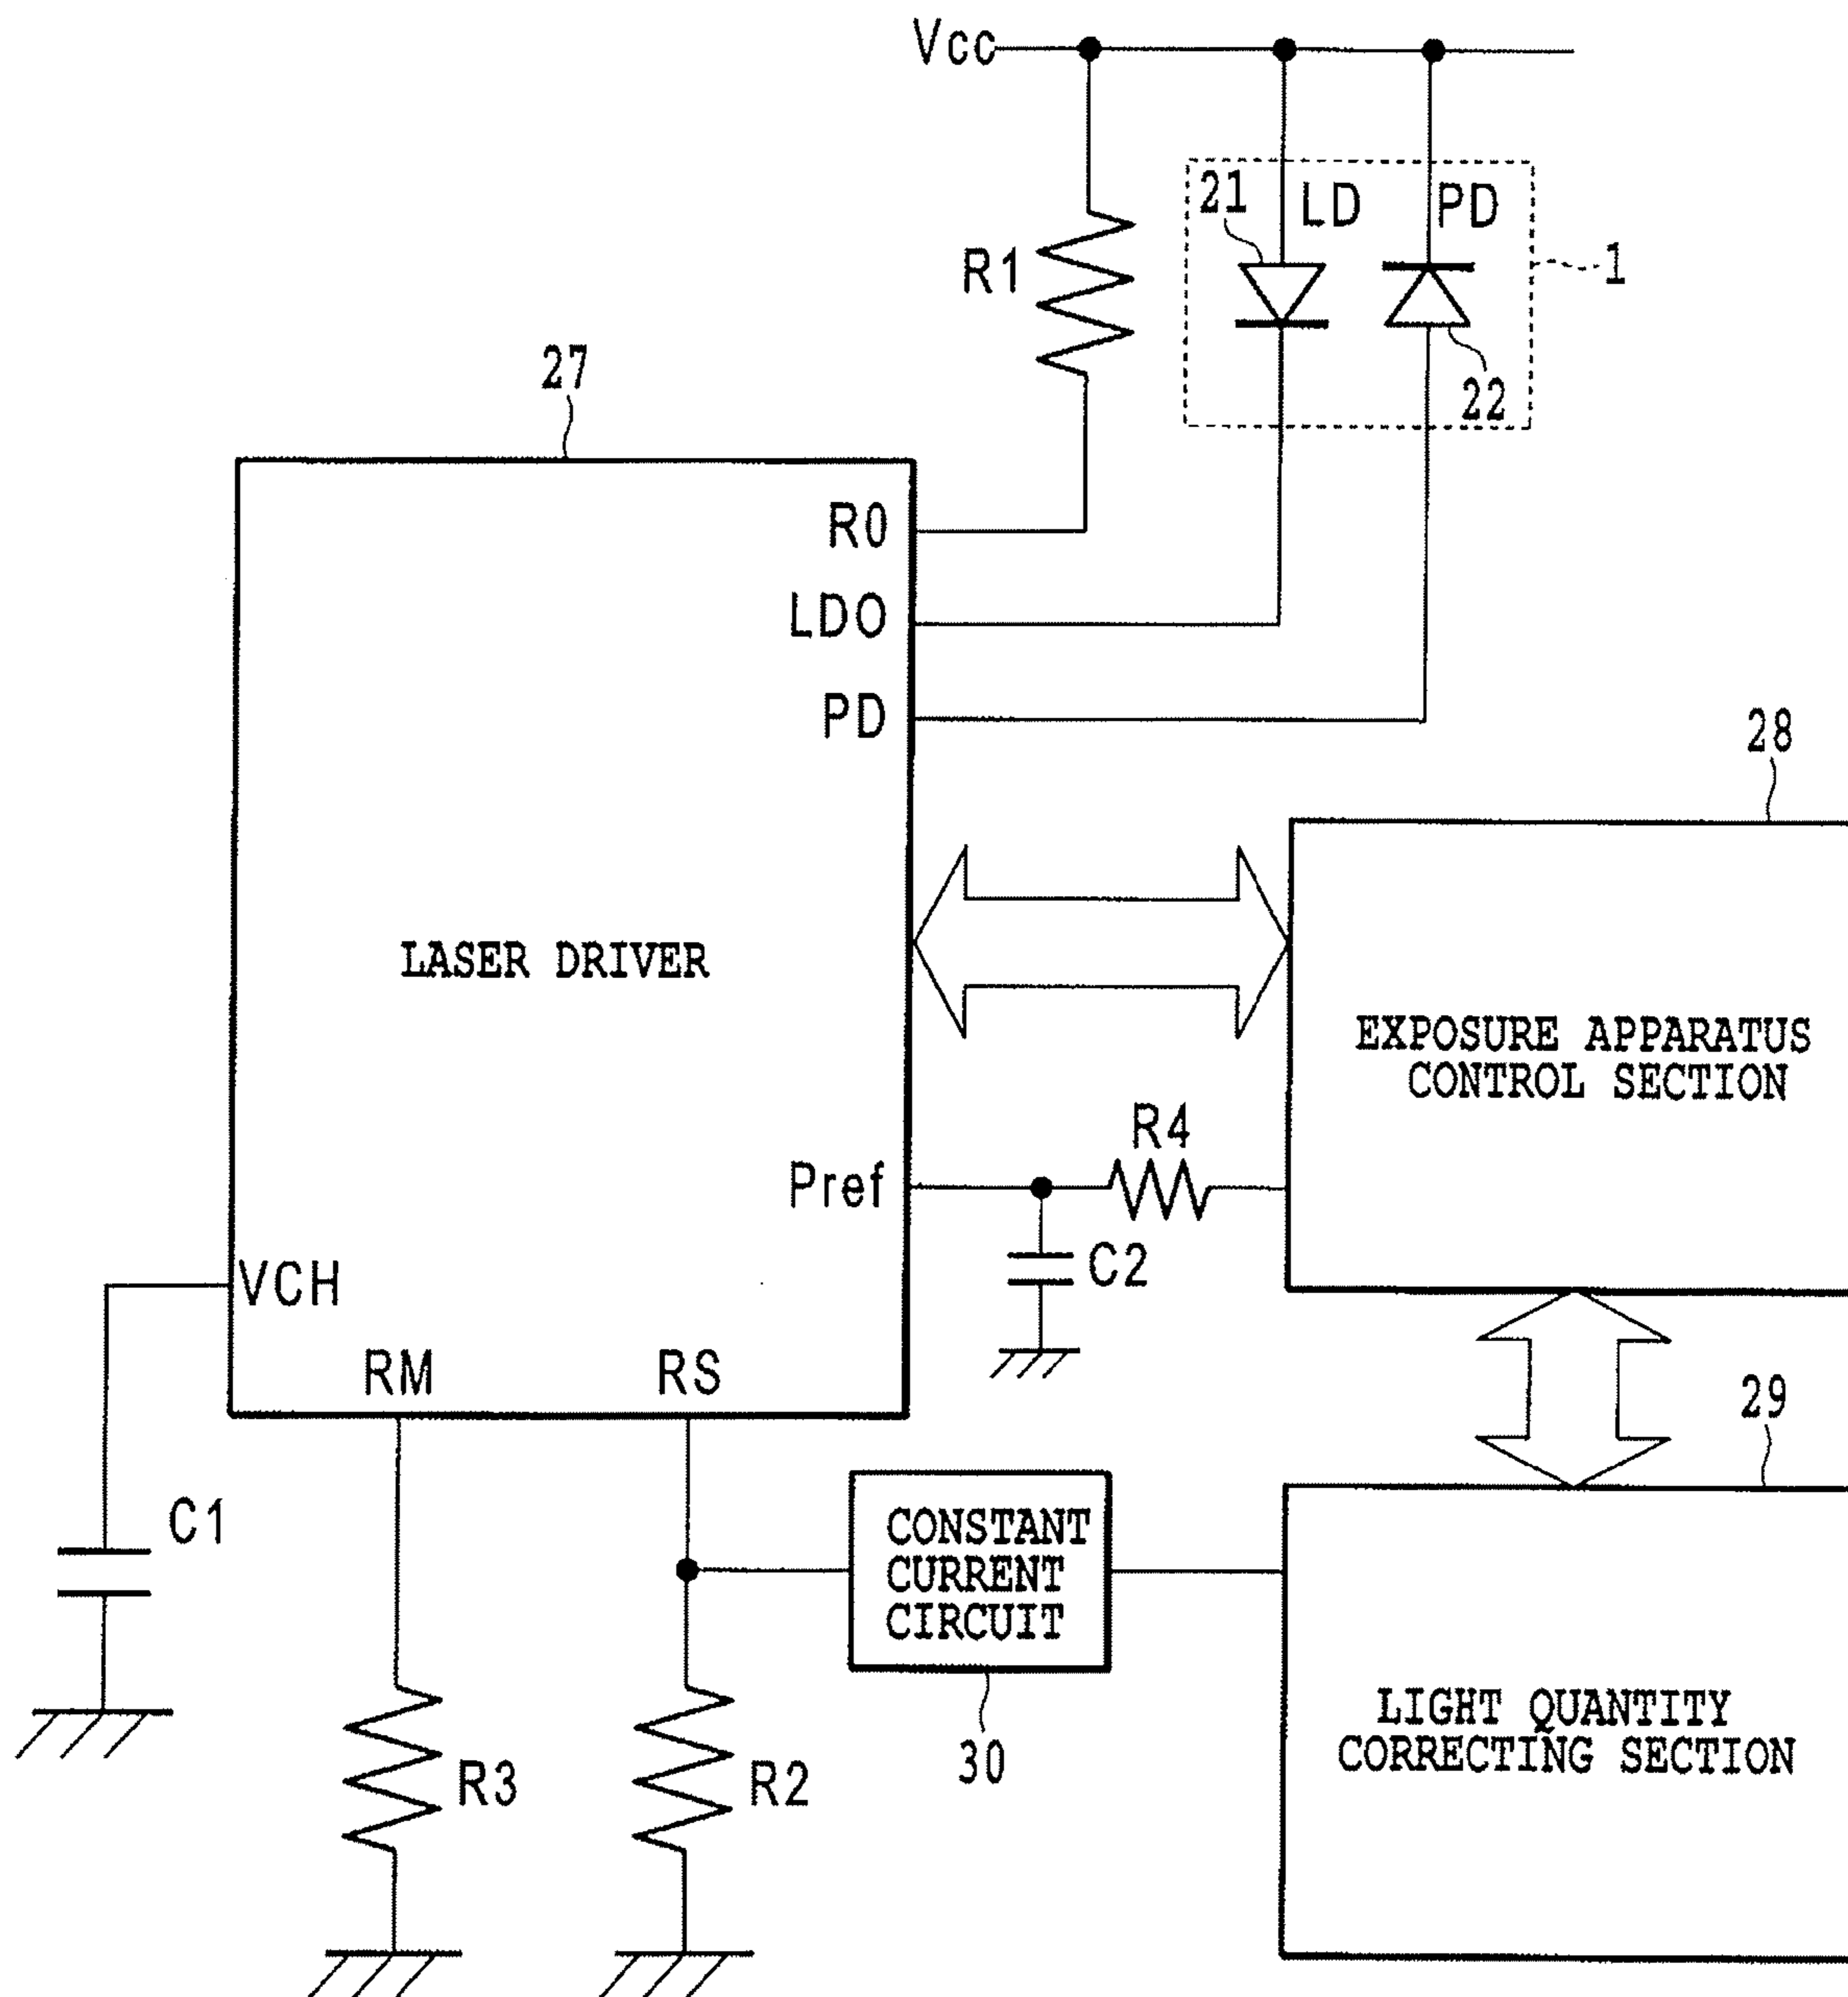 Vcc
21
LD
PD
R1
1
22
27
R0
LDO
PD
28
LASER DRIVER
EXPOSURE APPARATUS
CONTROL SECTION
R4
Pref
C2
VCH
RM
RS
29
C1
CONSTANT
CURRENT
CIRCUIT
LIGHT QUANTITY
CORRECTING SECTION
30
R3
R2